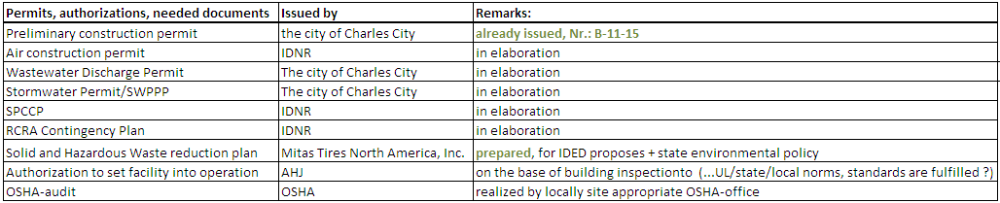 Permits, authorizations, needed documents Issued by Remarks:
Preliminary construction permit the city of Charles City already issued, Nr.: B-11-15
Air construction permit IDNR in elaboration
Wastewater Discharge Permit The city of Charles City in elaboration
Stormwater Permit/SWPPP The city of Charles City in elaboration
SPCCP IDNR in elaboration
RCRA Contingency Plan IDNR in elaboration
Solid and Hazardous Waste reduction plan Mitas Tires North America, Inc. prepared, for IDED proposes + state environmental policy
Authorization to set facility into operation AHJ on the base of building inspectionto (...UL/state/local norms, standards are fulfilled ?)
OSHA-audit OSHA realized by locally site appropriate OSHA-office